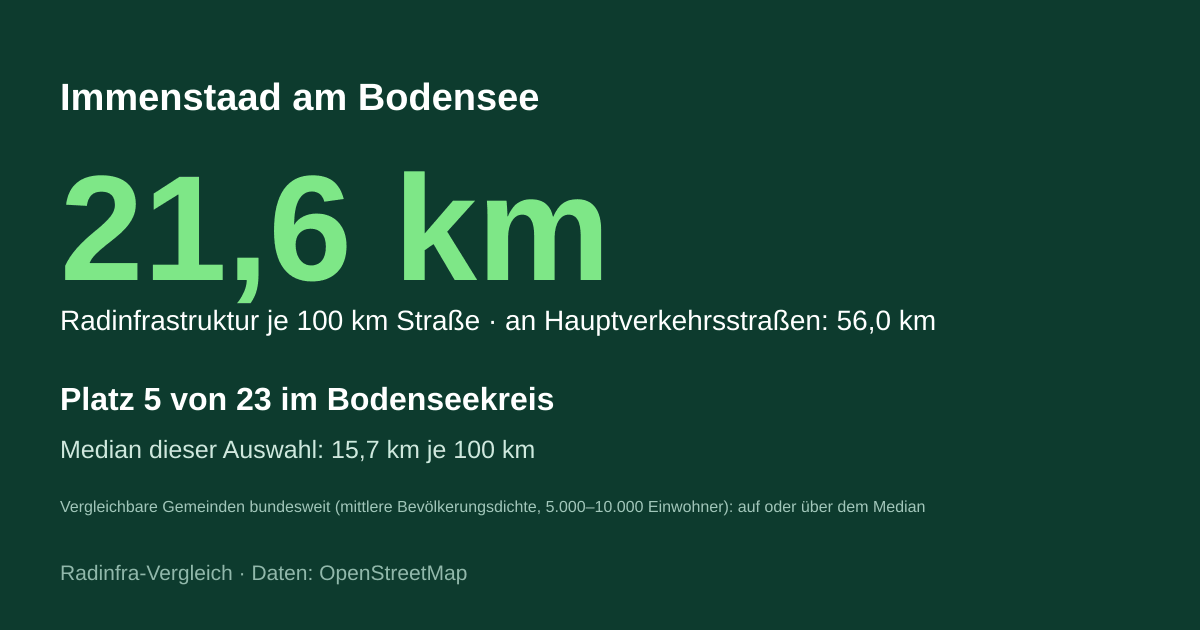 Immenstaad am Bodensee
21,6 km
Radinfrastruktur je 100 km Straße · an Hauptverkehrsstraßen: 56,0 km
Platz 5 von 23 im Bodenseekreis
Median dieser Auswahl: 15,7 km je 100 km
Vergleichbare Gemeinden bundesweit (mittlere Bevölkerungsdichte, 5.000–10.000 Einwohner): auf oder über dem Median
Radinfra-Vergleich · Daten: OpenStreetMap